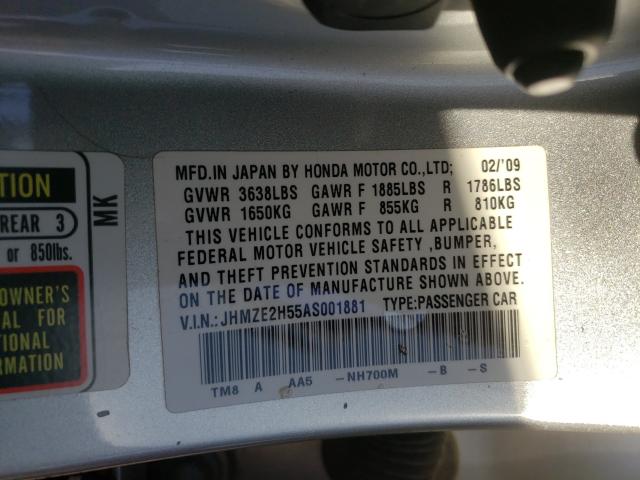 TION
REAR 3
or 850lbs.
OWNER'S
AL FOR
TIONAL
RMATION
MK
MFD.IN JAPAN BY HONDA MOTOR CO.,LTD; 02/'09
GVWR 3638LBS GAWR F 1885LBS R 1786LBS
GVWR 1650KG GAWR F 855KG R 810KG
THIS VEHICLE CONFORMS TO ALL APPLICABLE
FEDERAL MOTOR VEHICLE SAFETY ,BUMPER,
AND THEFT PREVENTION STANDARDS IN EFFECT
ON THE DATE OF MANUFACTURE SHOWN ABOVE.
V.I.N.:JHMZE2H55AS001881 TYPE:PASSENGER CAR
TM8 A AA5 -NH700M -B -S